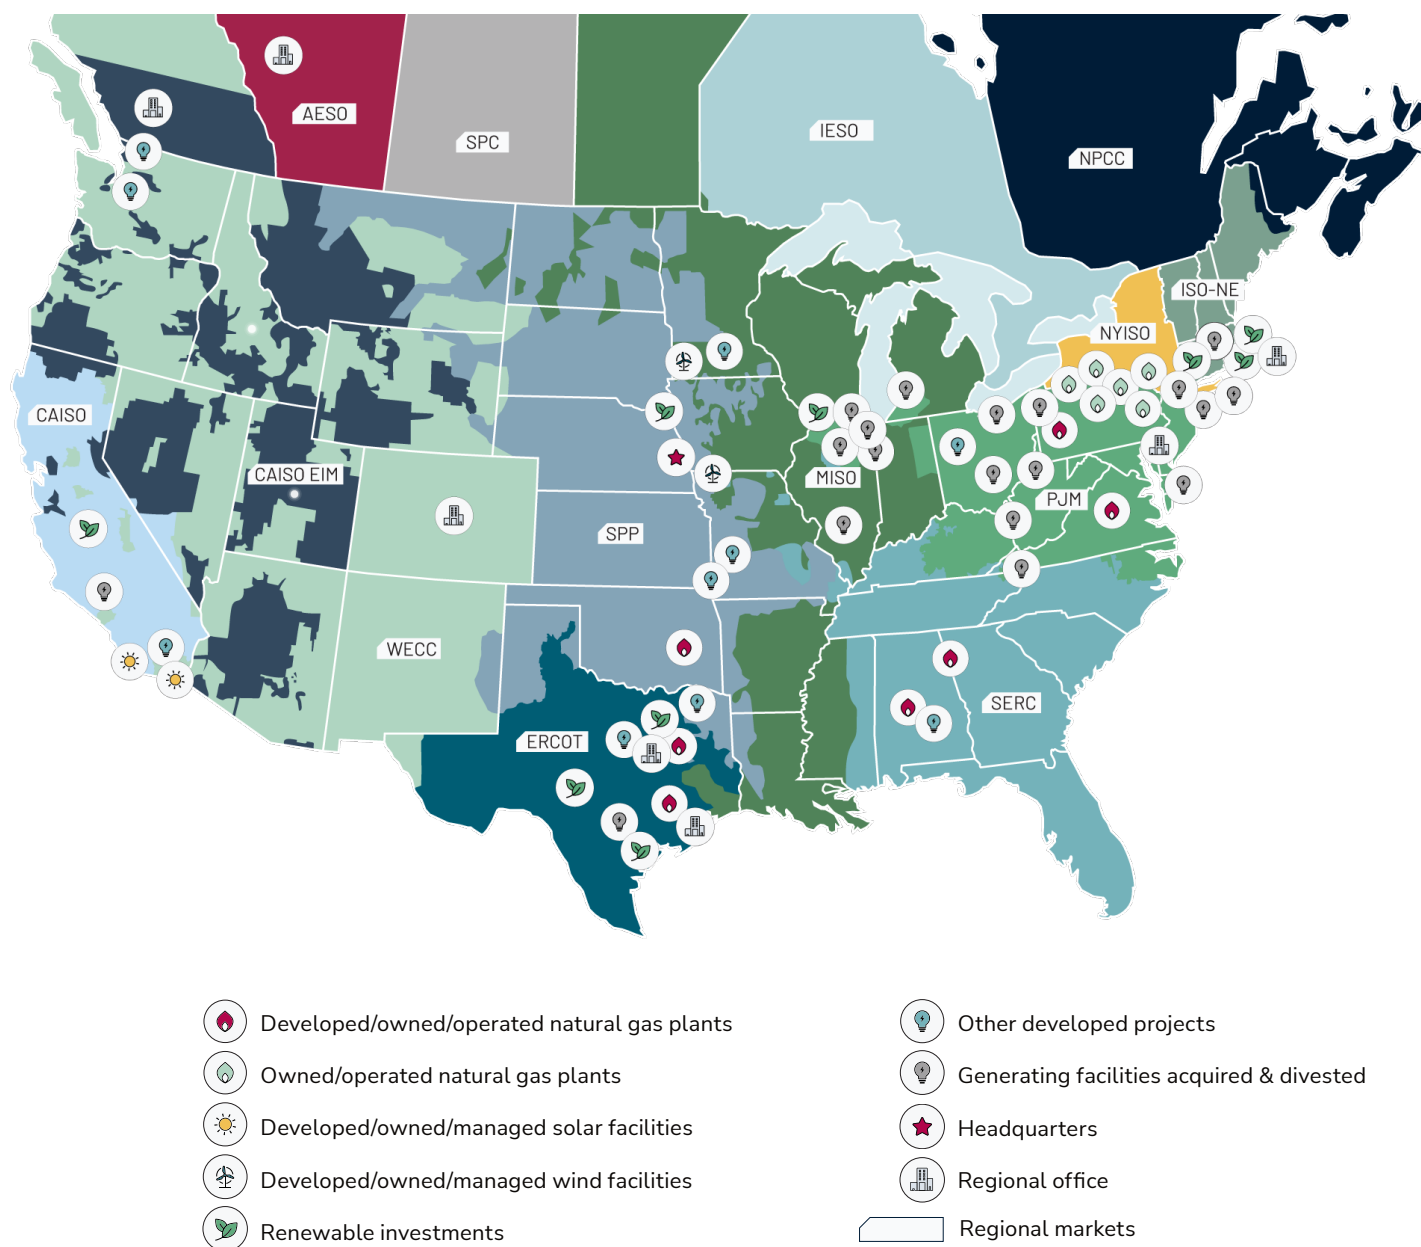 AESO
SPC
IESO
NPCC
ISO-NE
NYISO
CAISO
CAISO EIM
MISO
PJM
SPP
WECC
SERC
ERCOT
Developed/owned/operated natural gas plants
Owned/operated natural gas plants
Developed/owned/managed solar facilities
Developed/owned/managed wind facilities
Renewable investments
Other developed projects
Generating facilities acquired & divested
Headquarters
Regional office
Regional markets